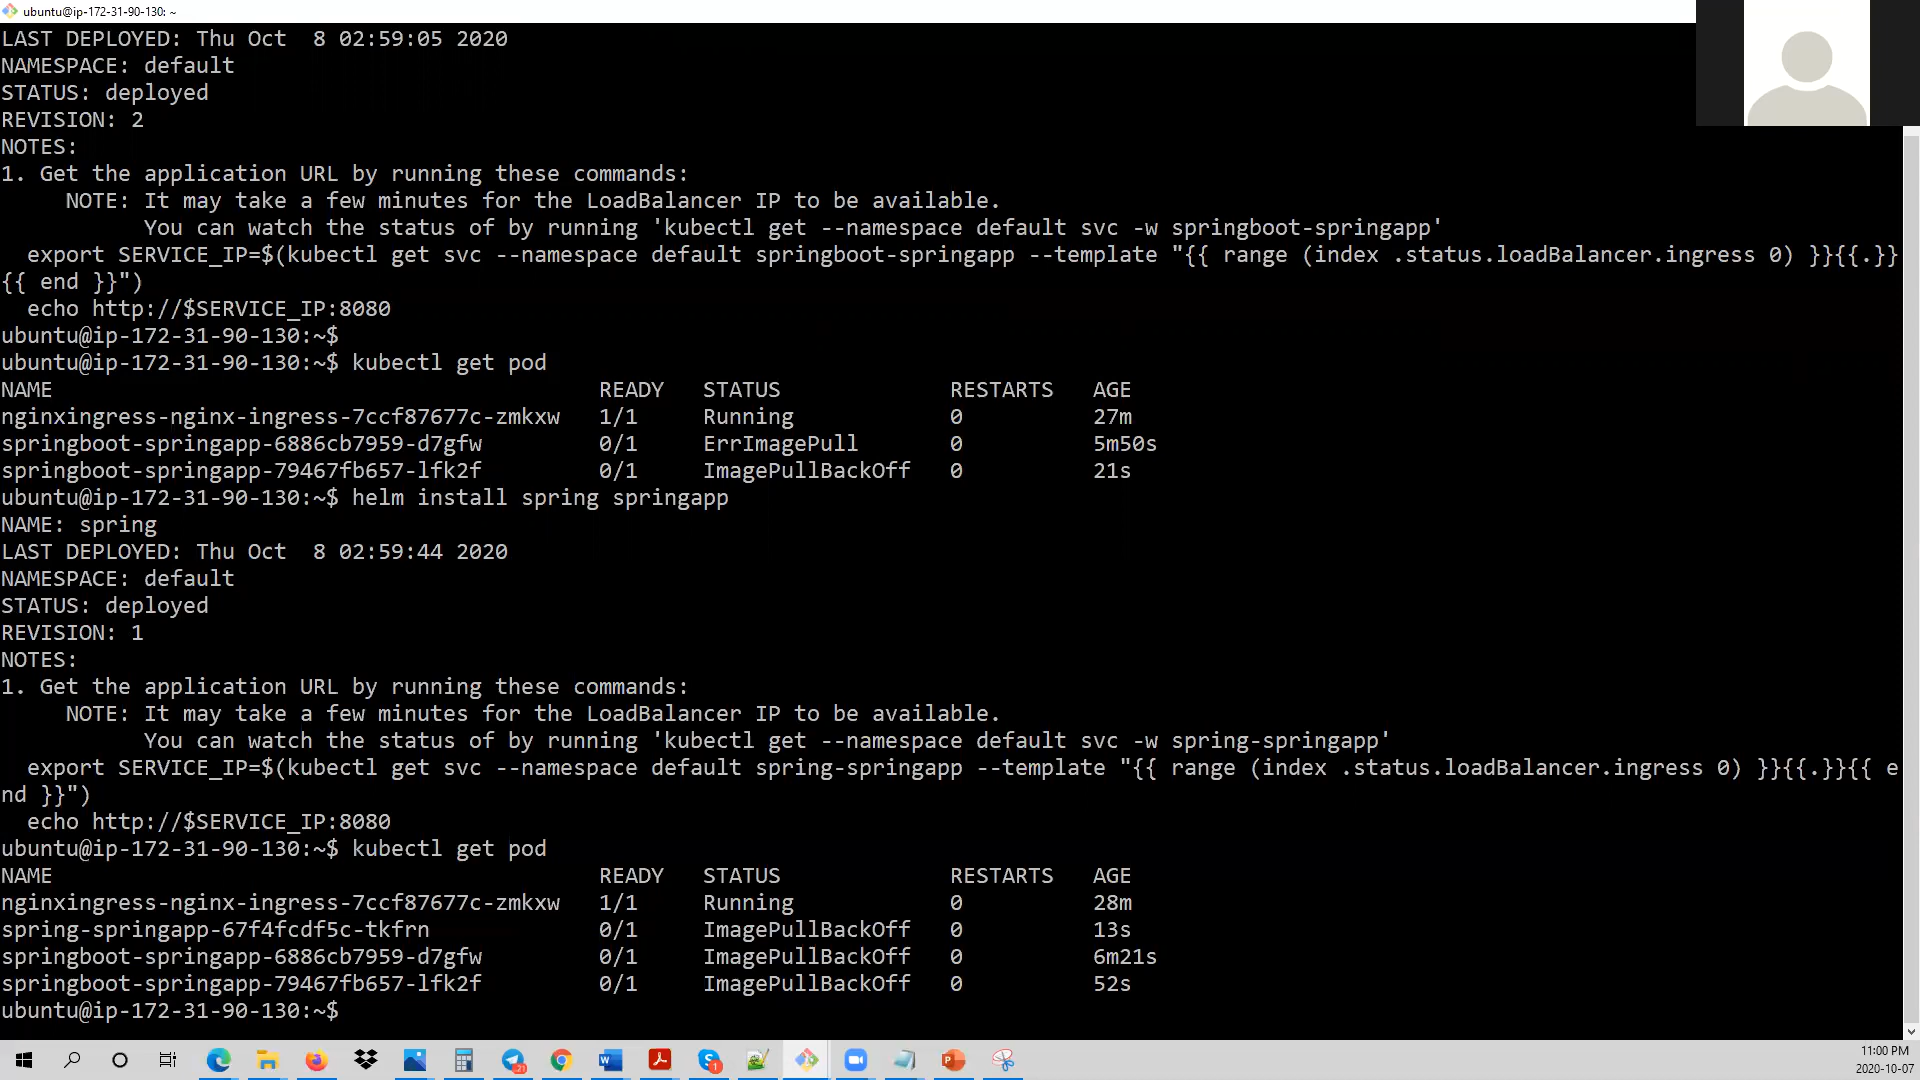 ubuntu@ip-172-31-90-130: ~
LAST DEPLOYED: Thu Oct  8 02:59:05 2020
NAMESPACE: default
STATUS: deployed
REVISION: 2
NOTES:
1. Get the application URL by running these commands:
     NOTE: It may take a few minutes for the LoadBalancer IP to be available.
           You can watch the status of by running 'kubectl get --namespace default svc -w springboot-springapp'
  export SERVICE_IP=$(kubectl get svc --namespace default springboot-springapp --template "{{ range (index .status.loadBalancer.ingress 0) }}{{.}}
{{ end }}")
  echo http://$SERVICE_IP:8080
ubuntu@ip-172-31-90-130:~$
ubuntu@ip-172-31-90-130:~$ kubectl get pod
NAME                                          READY   STATUS             RESTARTS   AGE
nginxingress-nginx-ingress-7ccf87677c-zmkxw   1/1     Running            0          27m
springboot-springapp-6886cb7959-d7gfw         0/1     ErrImagePull       0          5m50s
springboot-springapp-79467fb657-lfk2f         0/1     ImagePullBackOff   0          21s
ubuntu@ip-172-31-90-130:~$ helm install spring springapp
NAME: spring
LAST DEPLOYED: Thu Oct  8 02:59:44 2020
NAMESPACE: default
STATUS: deployed
REVISION: 1
NOTES:
1. Get the application URL by running these commands:
     NOTE: It may take a few minutes for the LoadBalancer IP to be available.
           You can watch the status of by running 'kubectl get --namespace default svc -w spring-springapp'
  export SERVICE_IP=$(kubectl get svc --namespace default spring-springapp --template "{{ range (index .status.loadBalancer.ingress 0) }}{{.}}{{ e
nd }}")
  echo http://$SERVICE_IP:8080
ubuntu@ip-172-31-90-130:~$ kubectl get pod
NAME                                          READY   STATUS             RESTARTS   AGE
nginxingress-nginx-ingress-7ccf87677c-zmkxw   1/1     Running            0          28m
spring-springapp-67f4fcdf5c-tkfrn             0/1     ImagePullBackOff   0          13s
springboot-springapp-6886cb7959-d7gfw         0/1     ImagePullBackOff   0          6m21s
springboot-springapp-79467fb657-lfk2f         0/1     ImagePullBackOff   0          52s
ubuntu@ip-172-31-90-130:~$
11:00 PM
2020-10-07